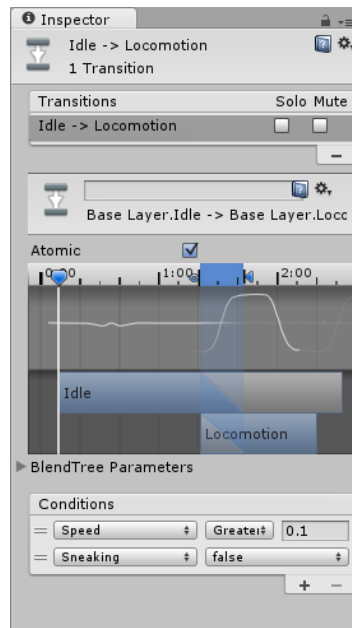 Inspector
Idle -> Locomotion
1 Transition
Transitions Solo Mute
Idle -> Locomotion
Base Layer.Idle -> Base Layer.Locc
Atomic
0:00 1:00 2:00
Idle
Locomotion
BlendTree Parameters
Conditions
Speed Greater 0.1
Sneaking false